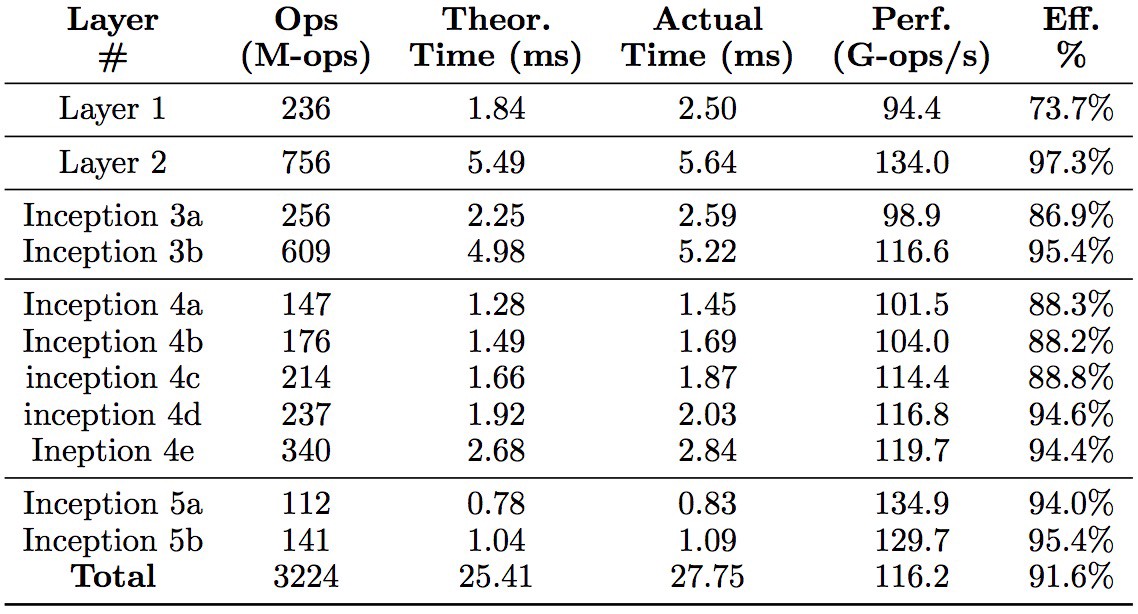 Layer Ops Theor. Actual Perf. Eff.
# (M-ops) Time (ms) Time (ms) (G-ops/s) %
Layer 1 236 1.84 2.50 94.4 73.7%
Layer 2 756 5.49 5.64 134.0 97.3%
Inception 3a 256 2.25 2.59 98.9 86.9%
Inception 3b 609 4.98 5.22 116.6 95.4%
Inception 4a 147 1.28 1.45 101.5 88.3%
Inception 4b 176 1.49 1.69 104.0 88.2%
inception 4c 214 1.66 1.87 114.4 88.8%
inception 4d 237 1.92 2.03 116.8 94.6%
Ineption 4e 340 2.68 2.84 119.7 94.4%
Inception 5a 112 0.78 0.83 134.9 94.0%
Inception 5b 141 1.04 1.09 129.7 95.4%
Total 3224 25.41 27.75 116.2 91.6%